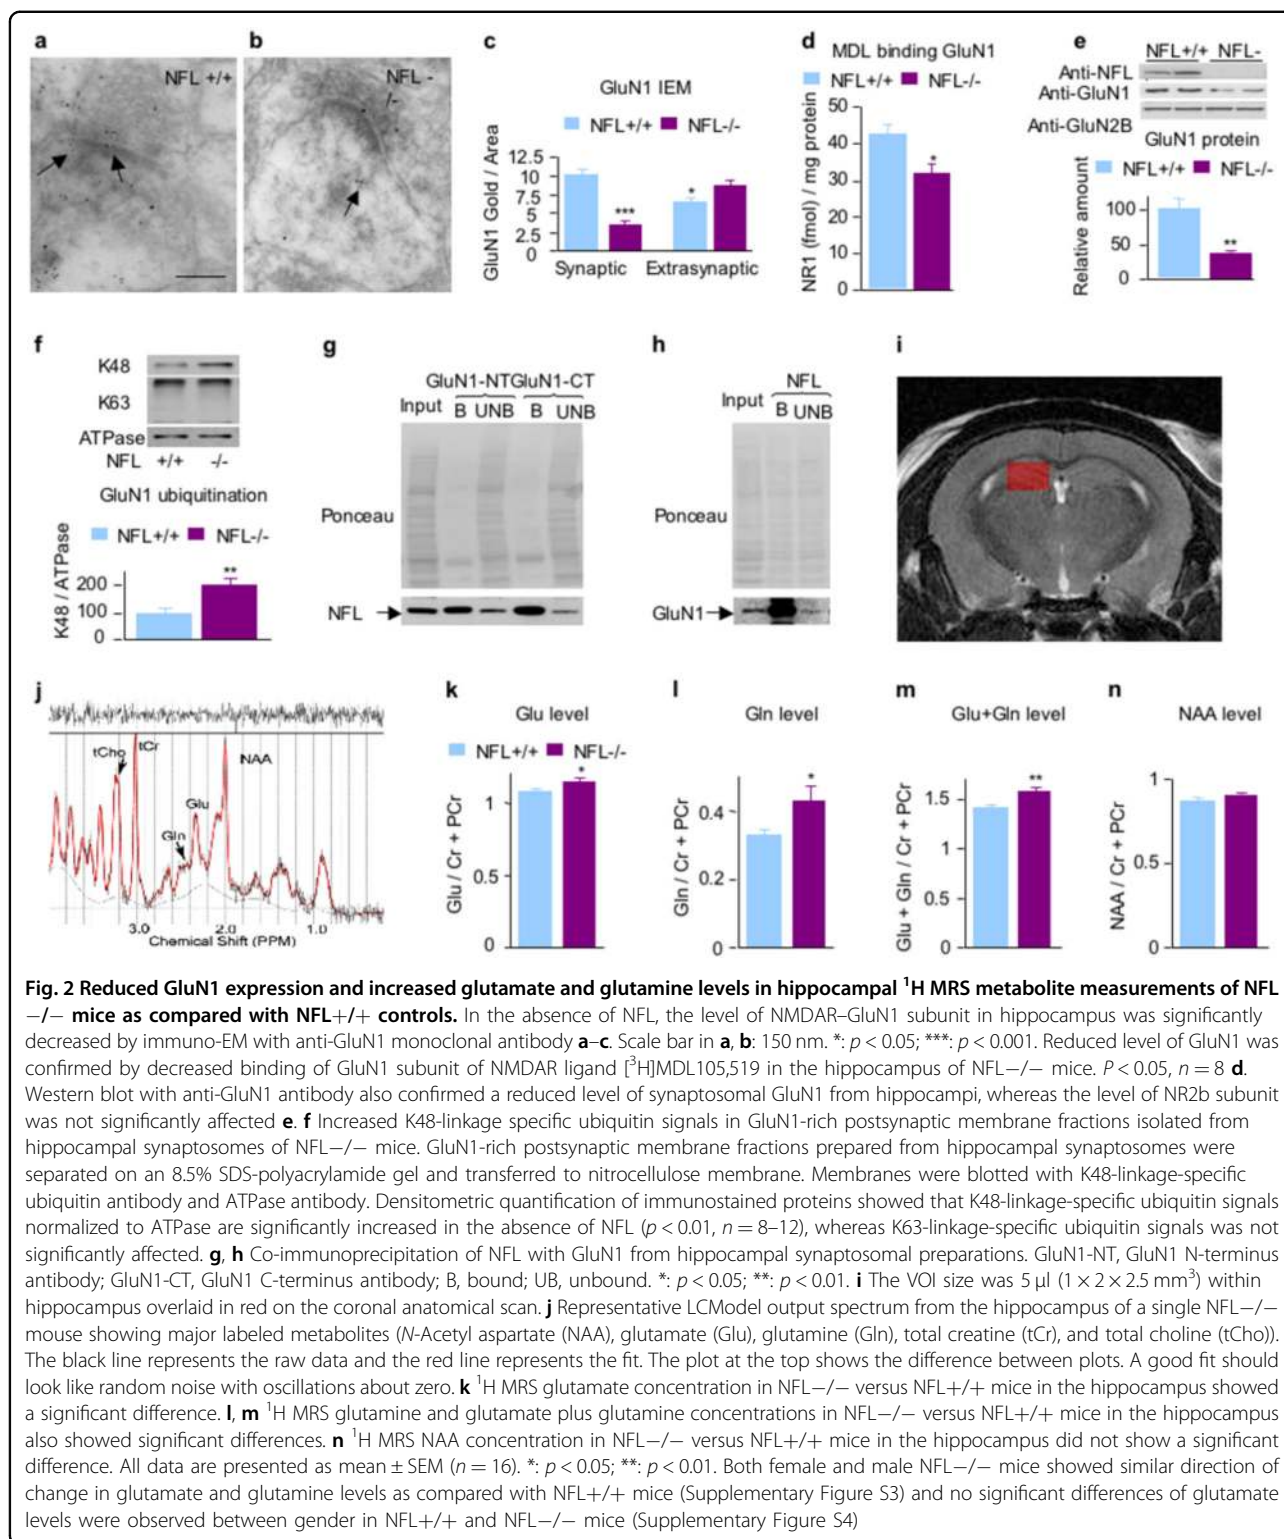 a
b
NFL +/+
NFL -
/-
c
GluN1 IEM
NFL+/+ NFL-/-
GluN1 Gold / Area
12.5
10
7.5
5
2.5
0
***
*
Synaptic Extrasynaptic
d
MDL binding GluN1
NFL+/+ NFL-/-
NR1 (fmol) / mg protein
50
40
30
20
10
0
*
e
NFL+/+ NFL-
Anti-NFL
Anti-GluN1
Anti-GluN2B
GluN1 protein
NFL+/+ NFL-/-
Relative amount
100
50
0
**
f
K48
K63
ATPase
NFL +/+ -/-
GluN1 ubiquitination
NFL+/+ NFL-/-
K48 / ATPase
200
100
0
**
g
GluN1-NTGluN1-CT
Input B UNB B UNB
Ponceau
NFL
h
NFL
Input B UNB
Ponceau
GluN1
i
j
tCho
tCr
NAA
Glu
Gln
3.0 2.0 1.0
Chemical Shift (PPM)
k
Glu level
NFL+/+ NFL-/-
Glu / Cr + PCr
1
0.5
0
*
l
Gln level
Gln / Cr + PCr
0.4
0.2
0
*
m
Glu+Gln level
Glu + Gln / Cr + PCr
1.5
1
0.5
0
**
n
NAA level
NAA / Cr + PCr
1
0.5
0
Fig. 2 Reduced GluN1 expression and increased glutamate and glutamine levels in hippocampal ¹H MRS metabolite measurements of NFL
−/− mice as compared with NFL+/+ controls. In the absence of NFL, the level of NMDAR–GluN1 subunit in hippocampus was significantly
decreased by immuno-EM with anti-GluN1 monoclonal antibody a–c. Scale bar in a, b: 150 nm. *: p < 0.05; ***: p < 0.001. Reduced level of GluN1 was
confirmed by decreased binding of GluN1 subunit of NMDAR ligand [³H]MDL105,519 in the hippocampus of NFL−/− mice. P < 0.05, n = 8 d.
Western blot with anti-GluN1 antibody also confirmed a reduced level of synaptosomal GluN1 from hippocampi, whereas the level of NR2b subunit
was not significantly affected e. f Increased K48-linkage specific ubiquitin signals in GluN1-rich postsynaptic membrane fractions isolated from
hippocampal synaptosomes of NFL−/− mice. GluN1-rich postsynaptic membrane fractions prepared from hippocampal synaptosomes were
separated on an 8.5% SDS-polyacrylamide gel and transferred to nitrocellulose membrane. Membranes were blotted with K48-linkage-specific
ubiquitin antibody and ATPase antibody. Densitometric quantification of immunostained proteins showed that K48-linkage-specific ubiquitin signals
normalized to ATPase are significantly increased in the absence of NFL (p < 0.01, n = 8–12), whereas K63-linkage-specific ubiquitin signals was not
significantly affected. g, h Co-immunoprecipitation of NFL with GluN1 from hippocampal synaptosomal preparations. GluN1-NT, GluN1 N-terminus
antibody; GluN1-CT, GluN1 C-terminus antibody; B, bound; UB, unbound. *: p < 0.05; **: p < 0.01. i The VOI size was 5 µl (1 × 2 × 2.5 mm³) within
hippocampus overlaid in red on the coronal anatomical scan. j Representative LCModel output spectrum from the hippocampus of a single NFL−/−
mouse showing major labeled metabolites (N-Acetyl aspartate (NAA), glutamate (Glu), glutamine (Gln), total creatine (tCr), and total choline (tCho)).
The black line represents the raw data and the red line represents the fit. The plot at the top shows the difference between plots. A good fit should
look like random noise with oscillations about zero. k ¹H MRS glutamate concentration in NFL−/− versus NFL+/+ mice in the hippocampus showed
a significant difference. l, m ¹H MRS glutamine and glutamate plus glutamine concentrations in NFL−/− versus NFL+/+ mice in the hippocampus
also showed significant differences. n ¹H MRS NAA concentration in NFL−/− versus NFL+/+ mice in the hippocampus did not show a significant
difference. All data are presented as mean ± SEM (n = 16). *: p < 0.05; **: p < 0.01. Both female and male NFL−/− mice showed similar direction of
change in glutamate and glutamine levels as compared with NFL+/+ mice (Supplementary Figure S3) and no significant differences of glutamate
levels were observed between gender in NFL+/+ and NFL−/− mice (Supplementary Figure S4)